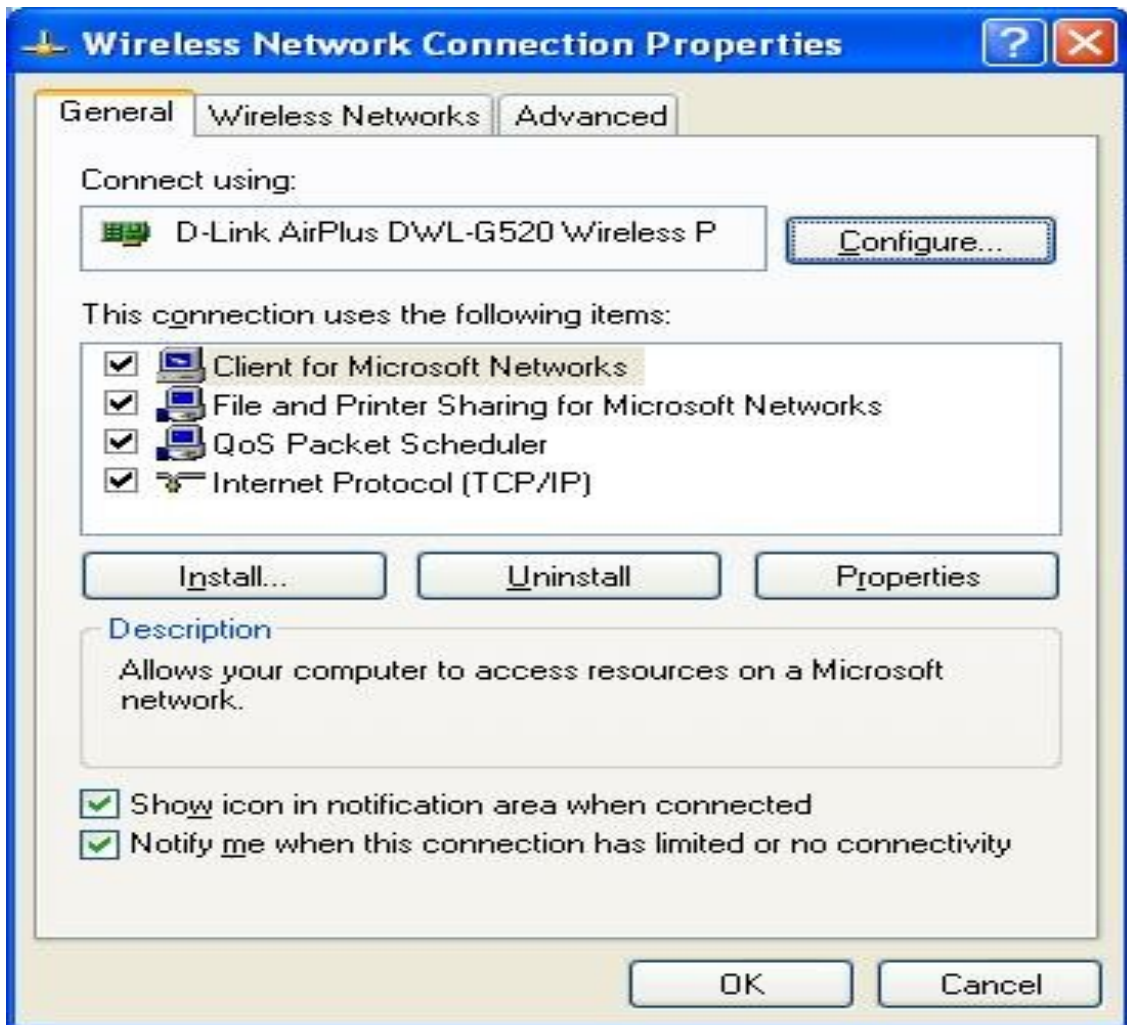 Wireless Network Connection Properties
General
Wireless Networks
Advanced
Connect using:
D-Link AirPlus DWL-G520 Wireless P
Configure...
This connection uses the following items:
Client for Microsoft Networks
File and Printer Sharing for Microsoft Networks
QoS Packet Scheduler
Internet Protocol (TCP/IP)
Install...
Uninstall
Properties
Description
Allows your computer to access resources on a Microsoft
network.
Show icon in notification area when connected
Notify me when this connection has limited or no connectivity
OK
Cancel